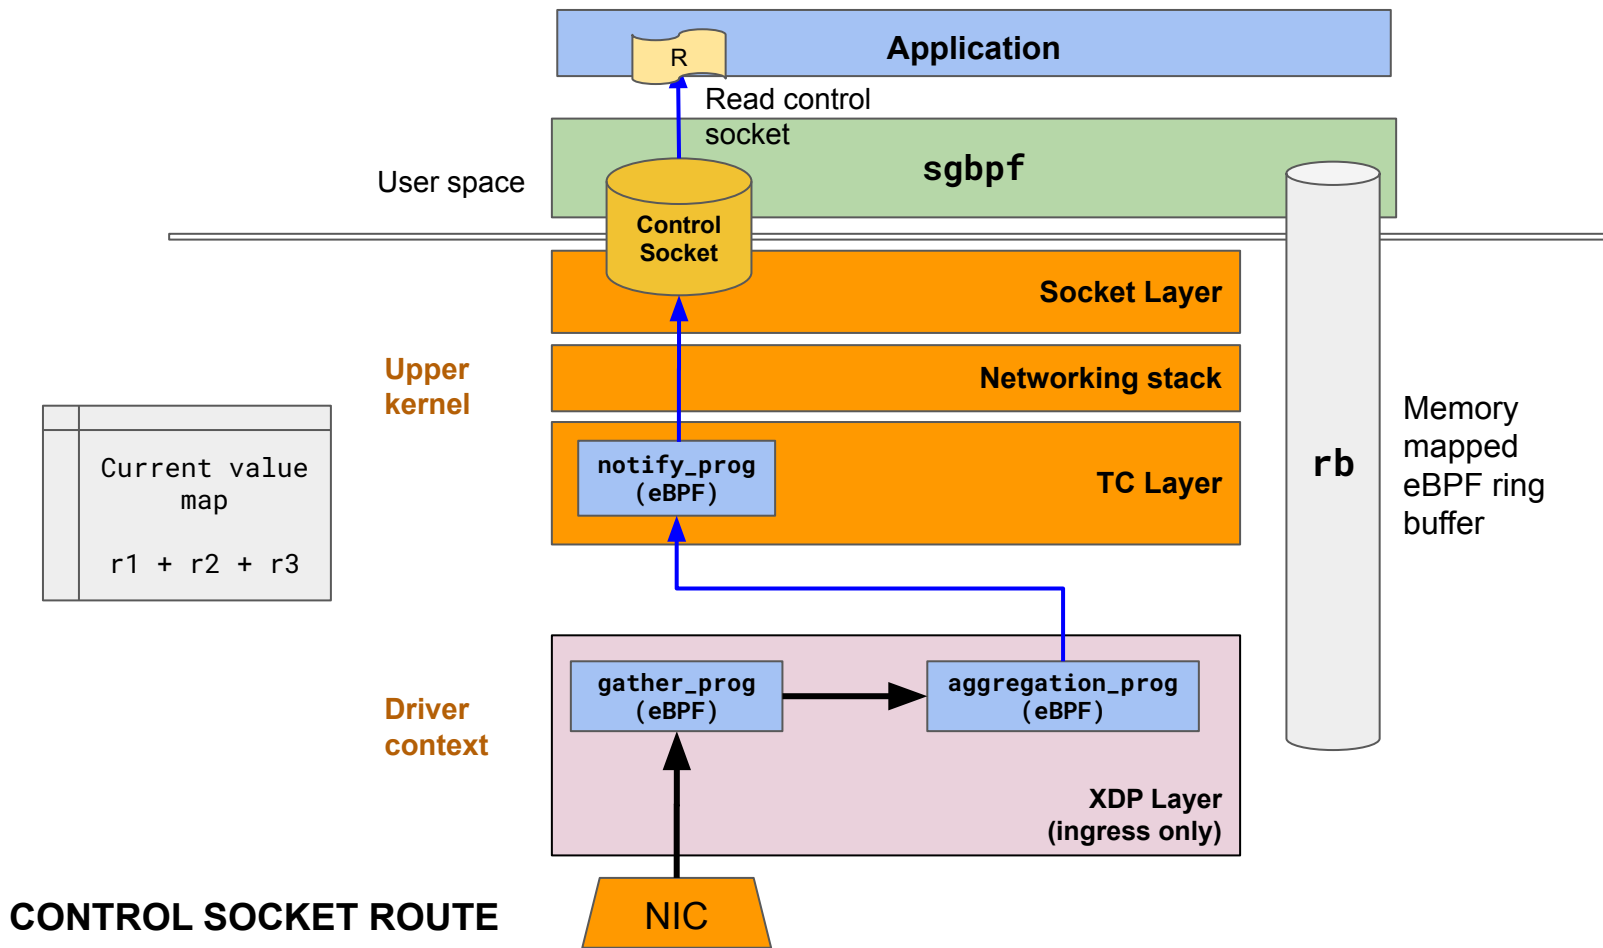 R
Application
Read control
socket
sgbpf
User space
Control
Socket
Socket Layer
Upper
kernel
Networking stack
Current value
map
r1 + r2 + r3
notify_prog
(eBPF)
TC Layer
rb
Memory
mapped
eBPF ring
buffer
Driver
context
gather_prog
(eBPF)
aggregation_prog
(eBPF)
XDP Layer
(ingress only)
CONTROL SOCKET ROUTE
NIC